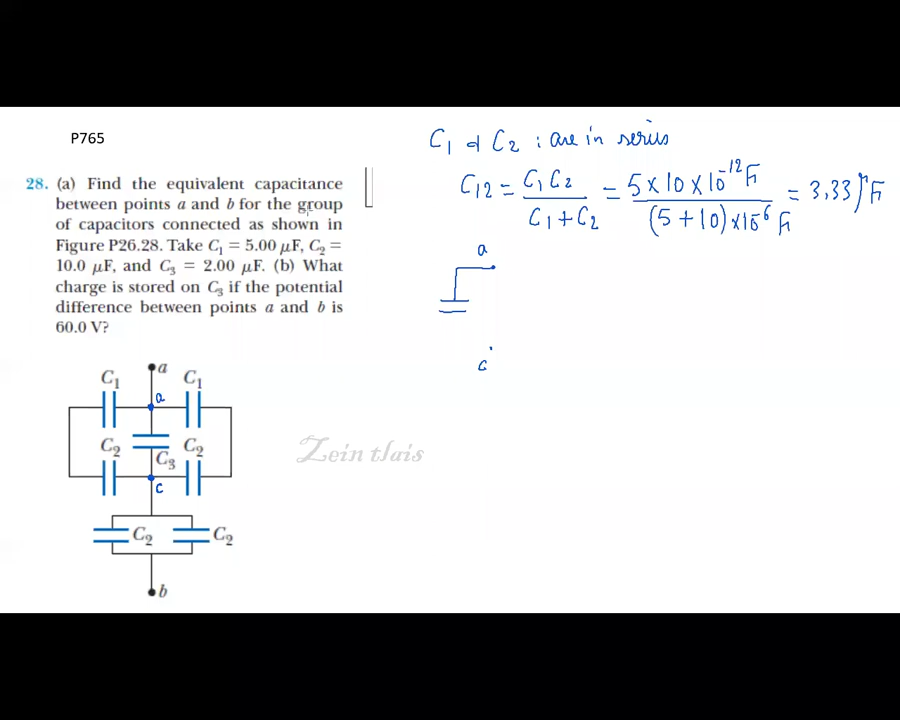 P765
28. (a) Find the equivalent capacitance
between points a and b for the group
of capacitors connected as shown in
Figure P26.28. Take C₁ = 5.00 μF, C₂ =
10.0 μF, and C₃ = 2.00 μF. (b) What
charge is stored on C₃ if the potential
difference between points a and b is
60.0 V?
C₁ & C₂ : are in series
C12 = C₁C₂ / C₁+C₂ = 5×10×10⁻¹² F / (5+10)×10⁻⁶ F = 3,33 μF
a
c
a
C₁ C₁
a
C₂ C₂
C₃
c
C₂ C₂
b
Zein tlais